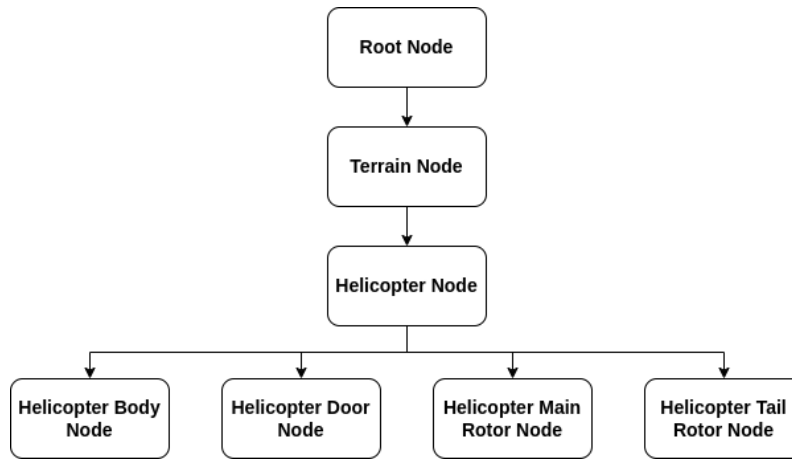 Root Node
Terrain Node
Helicopter Node
Helicopter Body
Node
Helicopter Door
Node
Helicopter Main
Rotor Node
Helicopter Tail
Rotor Node